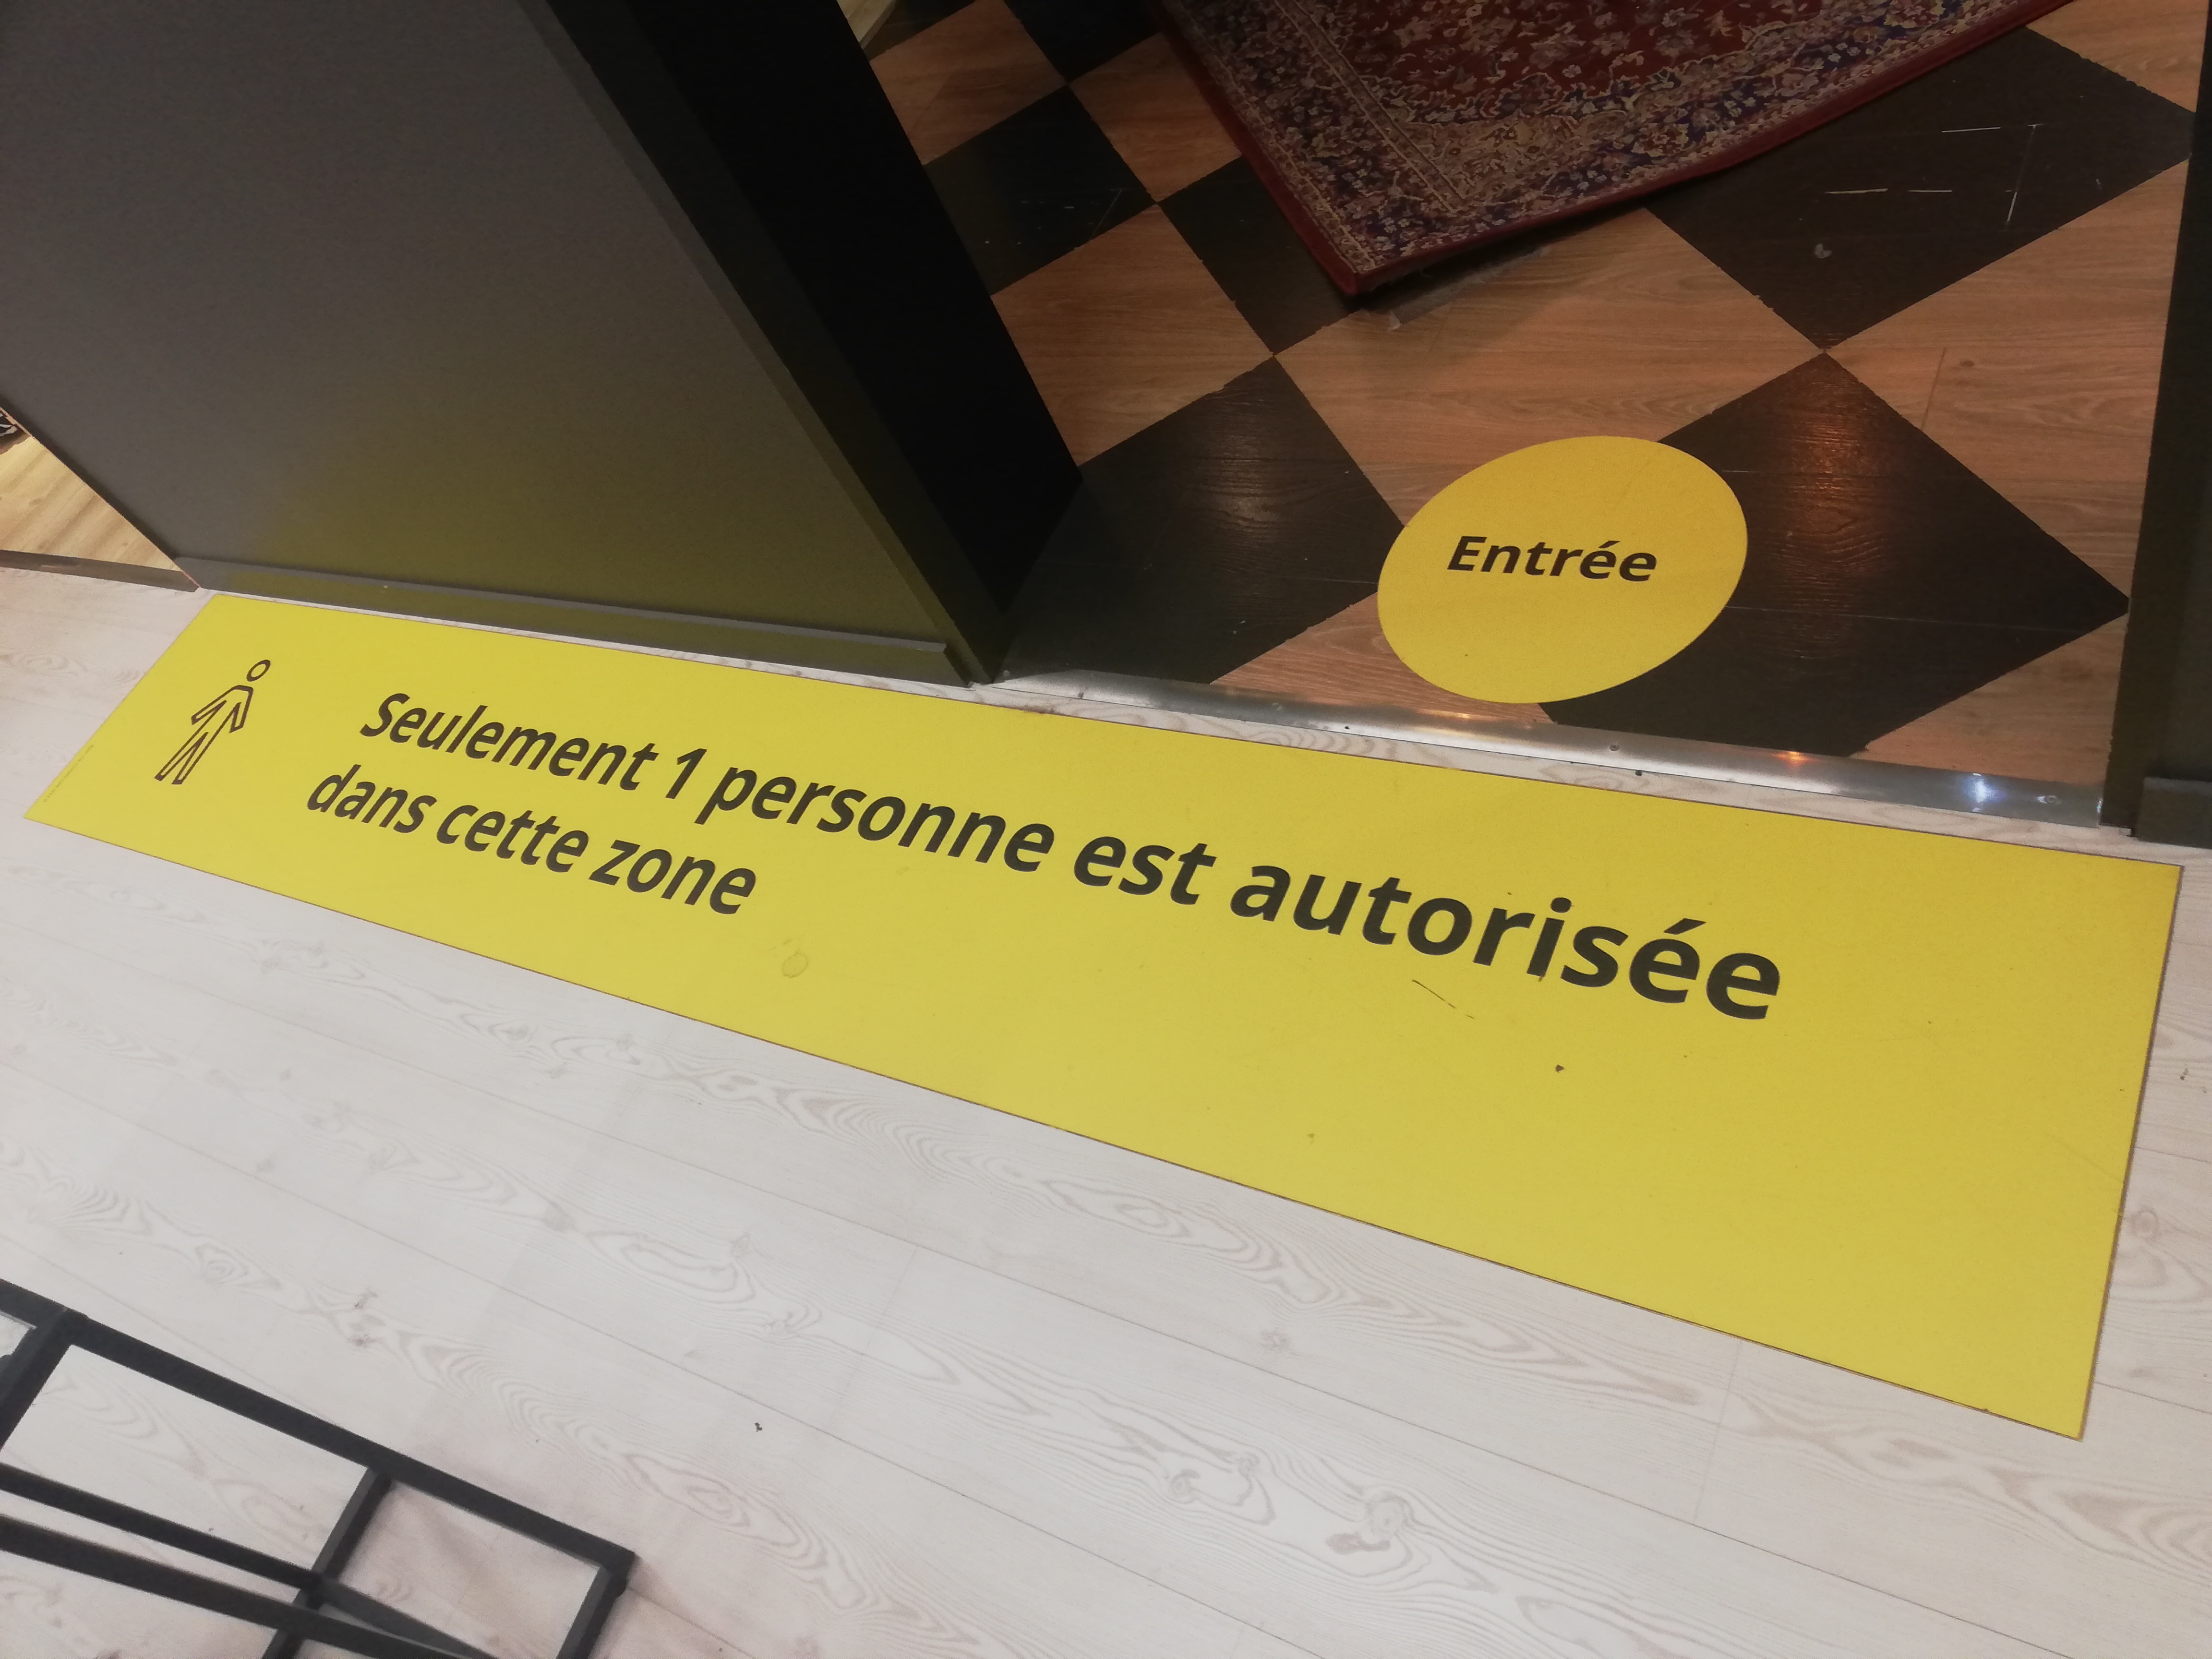 Entrée
Seulement 1 personne est autorisée
dans cette zone